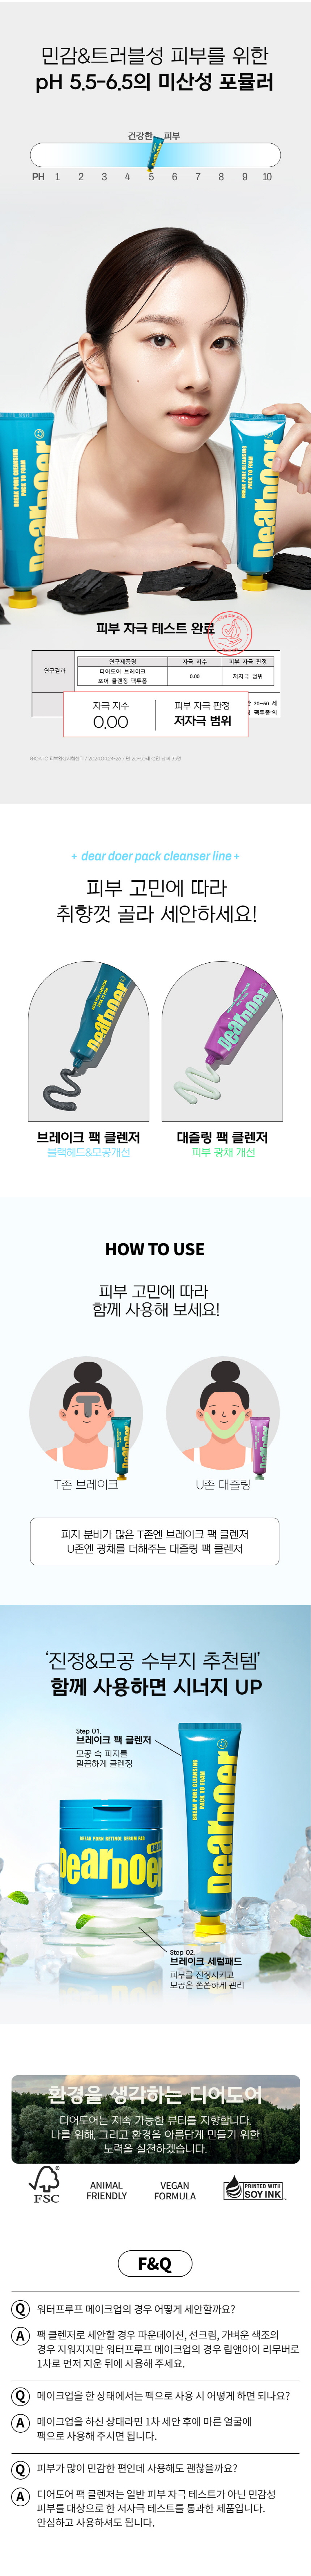 민감&트러블성 피부를 위한
pH 5.5-6.5의 미산성 포뮬러
건강한 피부
PH 1 2 3 4 5 6 7 8 9 10
BREAK PORE CLEANSING
PACK TO FOAM
DearDoer
BREAK PORE CLEANSING
PACK TO FOAM
DearDoer
피부 자극 테스트 완료
연구결과
연구제품명 자극 지수 피부 자극 판정
디어도어 브레이크
포어 클렌징 팩투폼
0.00
저자극 범위
자극 지수
0.00
피부 자극 판정
저자극 범위
20~60 세
팩투폼'의
+ dear doer pack cleanser line +
피부 고민에 따라
취향껏 골라 세안하세요!
DearDoer
DearDoer
브레이크 팩 클렌저
블랙헤드&모공개선
대즐링 팩 클렌저
피부 광채 개선
HOW TO USE
피부 고민에 따라
함께 사용해 보세요!
T존 브레이크
U존 대즐링
피지 분비가 많은 T존엔 브레이크 팩 클렌저
U존엔 광채를 더해주는 대즐링 팩 클렌저
'진정&모공 수부지 추천템'
함께 사용하면 시너지 UP
Step 01.
브레이크 팩 클렌저
모공 속 피지를
말끔하게 클렌징
BREAK PORE CLEANSING
PACK TO FOAM
DearDoer
BREAK PORE RETINOL SERUM PAD
DearDoer
Step 02.
브레이크 세럼패드
피부를 진정시키고
모공은 쫀쫀하게 관리
환경을 생각하는 디어도어
디어도어는 지속 가능한 뷰티를 지향합니다.
나를 위해, 그리고 환경을 아름답게 만들기 위한
노력을 실천하겠습니다.
FSC
ANIMAL
FRIENDLY
VEGAN
FORMULA
PRINTED WITH
SOY INK
F&Q
Q 워터프루프 메이크업의 경우 어떻게 세안할까요?
A 팩 클렌저로 세안할 경우 파운데이션, 선크림, 가벼운 색조의
경우 지워지지만 워터프루프 메이크업의 경우 립앤아이 리무버로
1차로 먼저 지운 뒤에 사용해 주세요.
Q 메이크업을 한 상태에서는 팩으로 사용 시 어떻게 하면 되나요?
A 메이크업을 하신 상태라면 1차 세안 후에 마른 얼굴에
팩으로 사용해 주시면 됩니다.
Q 피부가 많이 민감한 편인데 사용해도 괜찮을까요?
A 디어도어 팩 클렌저는 일반 피부 자극 테스트가 아닌 민감성
피부를 대상으로 한 저자극 테스트를 통과한 제품입니다.
안심하고 사용하셔도 됩니다.